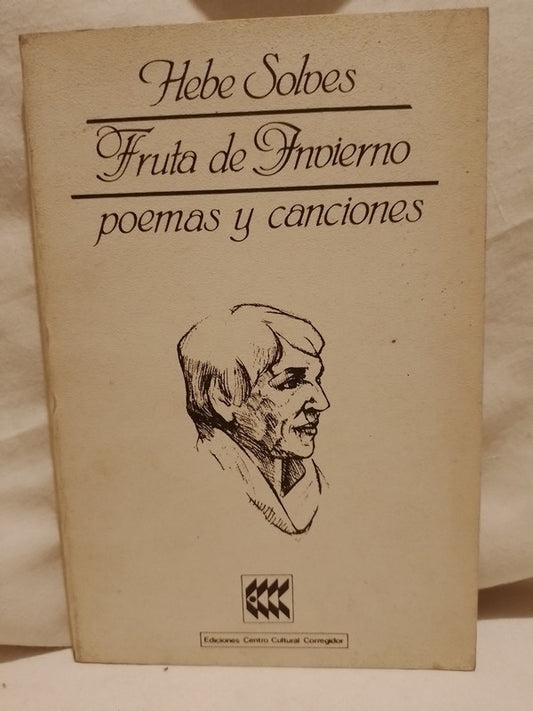 Hebe Solves
Fruta de Invierno
poemas y canciones
Ediciones Centro Cultural Corregidor